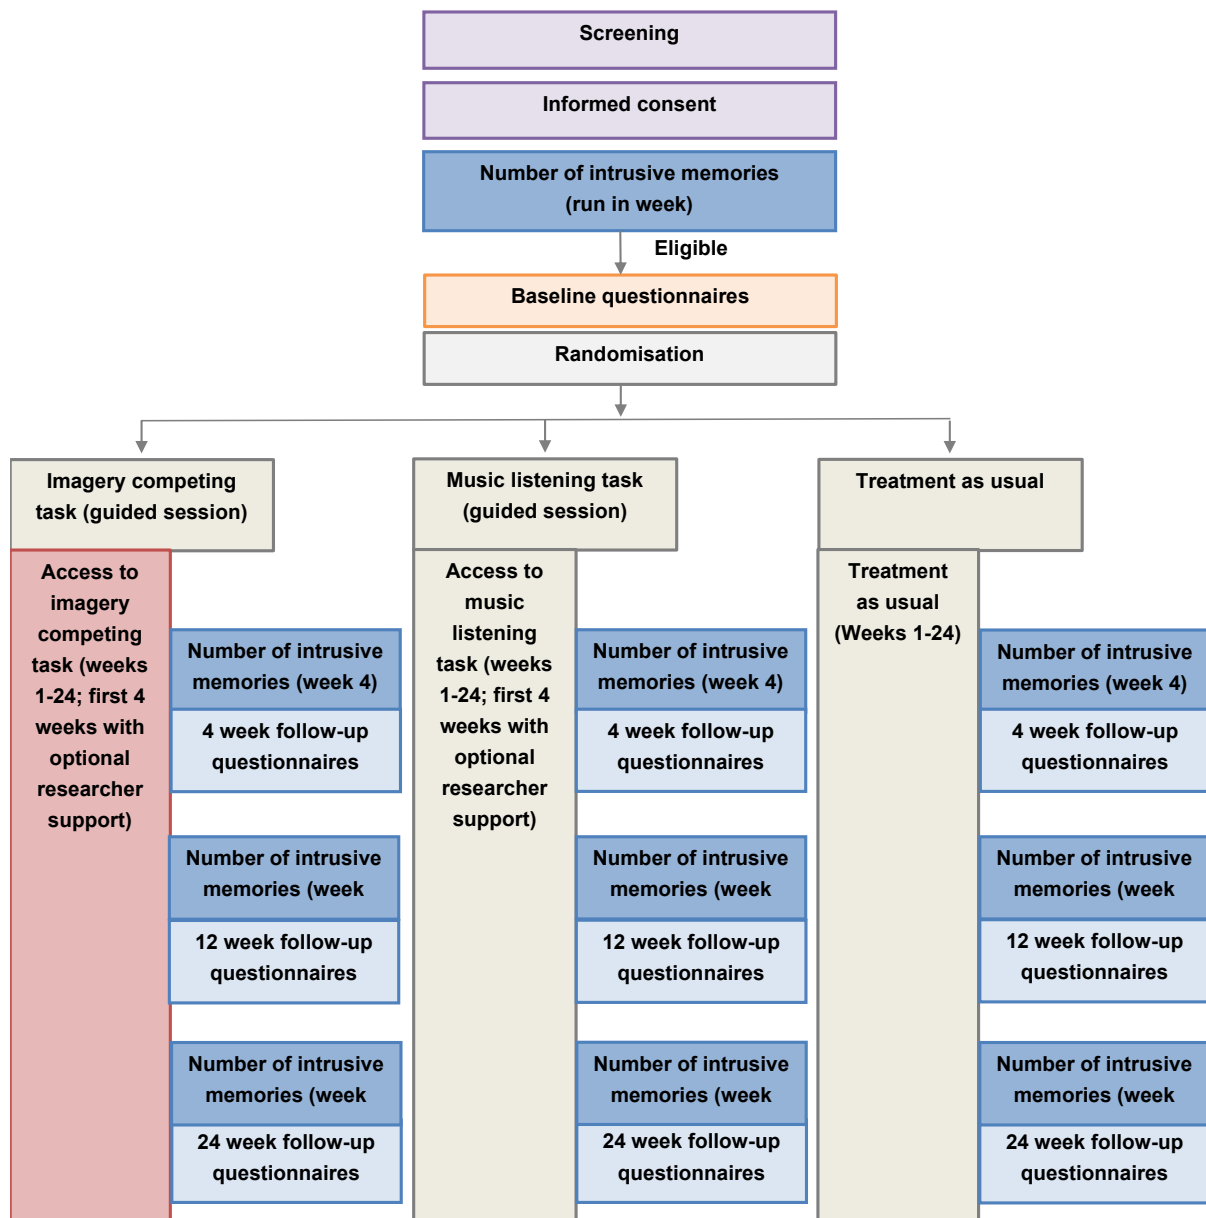 Screening
Informed consent
Number of intrusive memories
(run in week)
Eligible
Baseline questionnaires
Randomisation
Imagery competing
task (guided session)
Access to
imagery
competing
task (weeks
1-24; first 4
weeks with
optional
researcher
support)
Number of intrusive
memories (week 4)
4 week follow-up
questionnaires
Number of intrusive
memories (week
12 week follow-up
questionnaires
Number of intrusive
memories (week
24 week follow-up
questionnaires
Music listening task
(guided session)
Access to
music
listening
task (weeks
1-24; first 4
weeks with
optional
researcher
support)
Number of intrusive
memories (week 4)
4 week follow-up
questionnaires
Number of intrusive
memories (week
12 week follow-up
questionnaires
Number of intrusive
memories (week
24 week follow-up
questionnaires
Treatment as usual
Treatment
as usual
(Weeks 1-24)
Number of intrusive
memories (week 4)
4 week follow-up
questionnaires
Number of intrusive
memories (week
12 week follow-up
questionnaires
Number of intrusive
memories (week
24 week follow-up
questionnaires